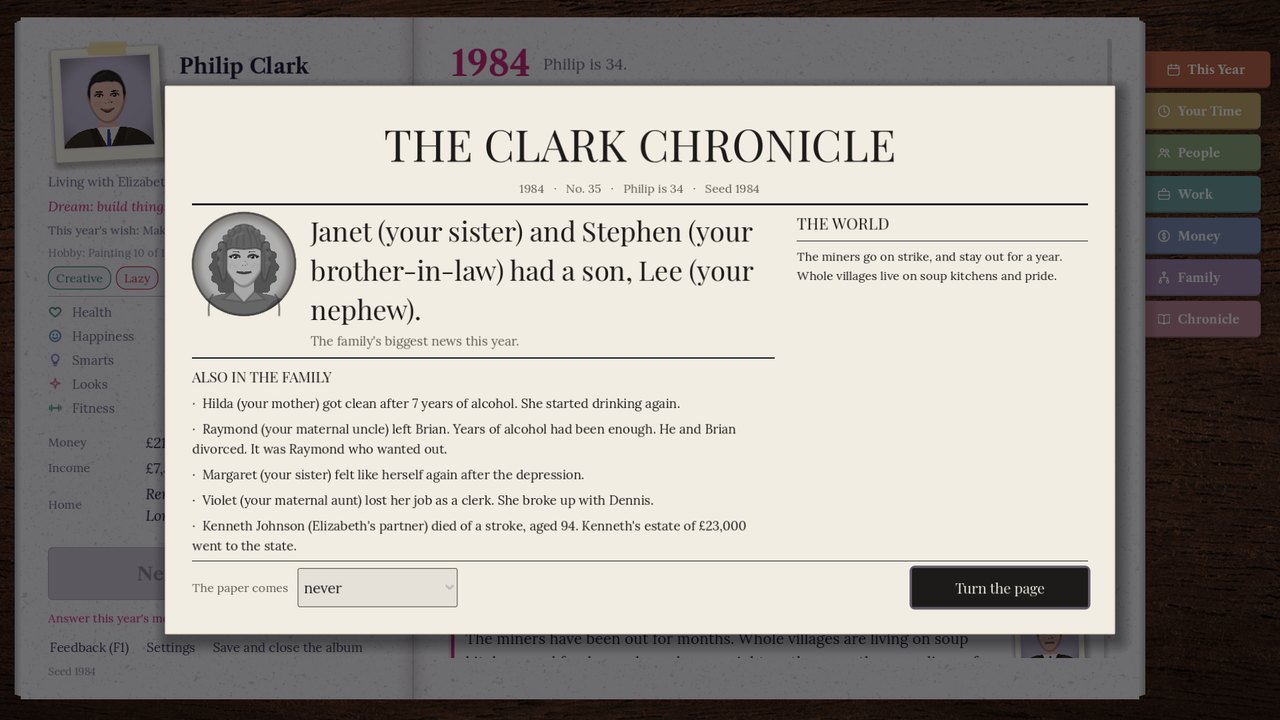 Philip Clark
Living with Elizabet
Dream: build thing
This year's wish: Mak
Hobby: Painting 10 of 1
Creative
Lazy
Health
Happiness
Smarts
Looks
Fitness
Money
£21
Income
£7,
Home
Feedback (F1)
Settings
Save and close the album
Answer this year's m
Seed 1984
1984
Philip is 34.
THE CLARK CHRONICLE
1984 · No. 35 · Philip is 34 · Seed 1984
Janet (your sister) and Stephen (your
brother-in-law) had a son, Lee (your
nephew).
The family's biggest news this year.
ALSO IN THE FAMILY
· Hilda (your mother) got clean after 7 years of alcohol. She started drinking again.
· Raymond (your maternal uncle) left Brian. Years of alcohol had been enough. He and Brian
divorced. It was Raymond who wanted out.
· Margaret (your sister) felt like herself again after the depression.
· Violet (your maternal aunt) lost her job as a clerk. She broke up with Dennis.
· Kenneth Johnson (Elizabeth's partner) died of a stroke, aged 94. Kenneth's estate of £23,000
went to the state.
THE WORLD
The miners go on strike, and stay out for a year.
Whole villages live on soup kitchens and pride.
The paper comes
never
Turn the page
The miners have been out for months. Whole villages are living on soup
This Year
Your Time
People
Work
Money
Family
Chronicle